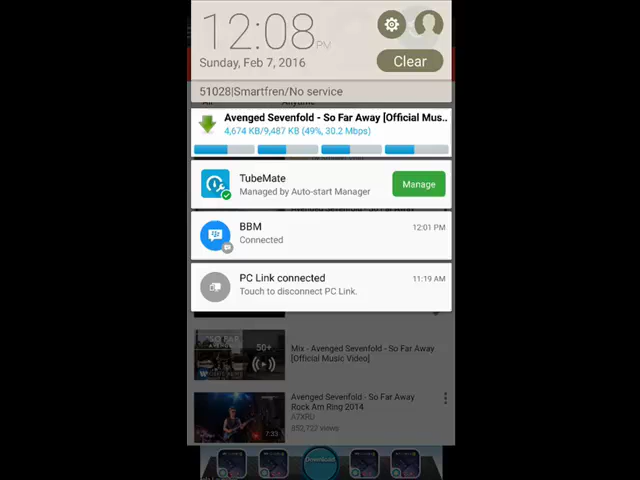 12:08 PM
Sunday, Feb 7, 2016
Clear
51028|Smartfren/No service
Avenged Sevenfold - So Far Away [Official Mus..
4,674 KB/9,487 KB (49%, 30.2 Mbps)
TubeMate
Managed by Auto-start Manager
Manage
BBM
12:01 PM
Connected
PC Link connected
11:19 AM
Touch to disconnect PC Link.
50+
Mix - Avenged Sevenfold - So Far Away
[Official Music Video]
Avenged Sevenfold - So Far Away
Rock Am Ring 2014
A7XRU
852,722 views
7:33
Download